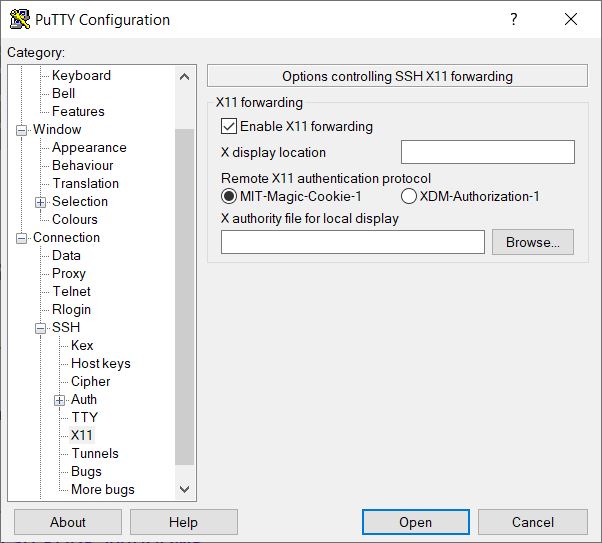 PuTTY Configuration
?
Category:
Keyboard
Bell
Features
Window
Appearance
Behaviour
Translation
Selection
Colours
Connection
Data
Proxy
Telnet
Rlogin
SSH
Kex
Host keys
Cipher
Auth
TTY
X11
Tunnels
Bugs
More bugs
Options controlling SSH X11 forwarding
X11 forwarding
Enable X11 forwarding
X display location
Remote X11 authentication protocol
MIT-Magic-Cookie-1 XDM-Authorization-1
X authority file for local display
Browse...
About Help Open Cancel